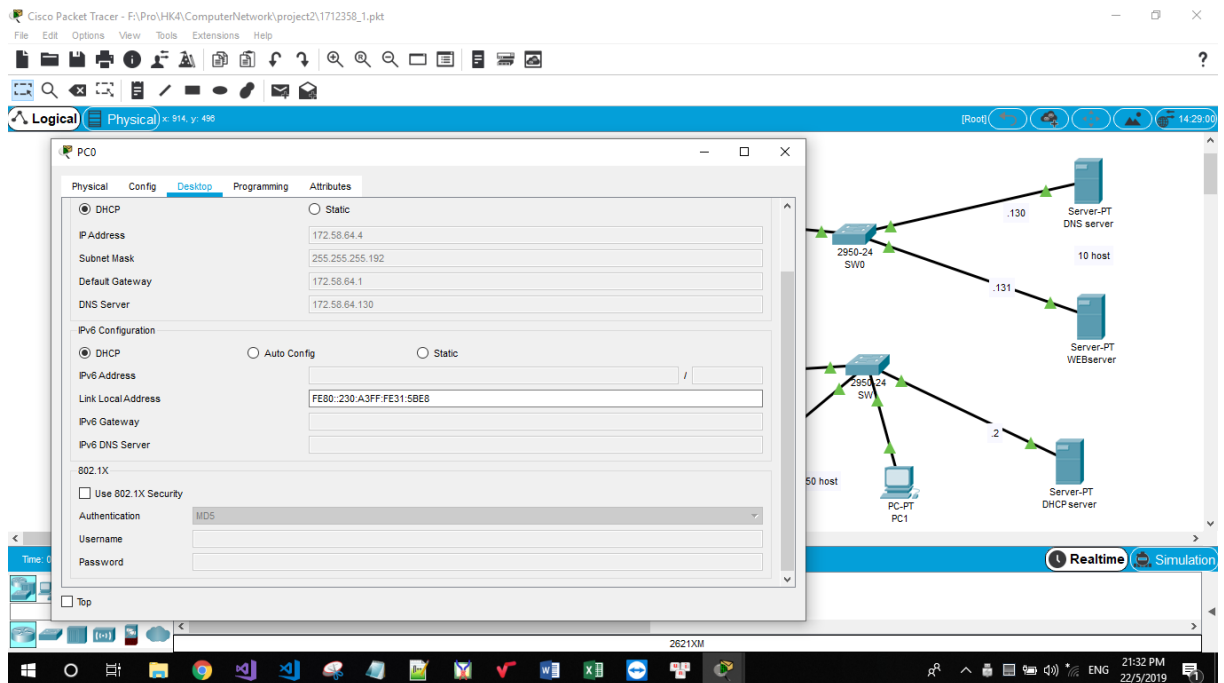 Cisco Packet Tracer - F:\Pro\HK4\ComputerNetwork\project2\1712358_1.pkt
File Edit Options View Tools Extensions Help
?
Logical Physical x: 914, y: 496 [Root] 14:29:00
PC0
Physical Config Desktop Programming Attributes
DHCP Static
IP Address 172.58.64.4
Subnet Mask 255.255.255.192
Default Gateway 172.58.64.1
DNS Server 172.58.64.130
IPv6 Configuration
DHCP Auto Config Static
IPv6 Address /
Link Local Address FE80::230:A3FF:FE31:5BE8
IPv6 Gateway
IPv6 DNS Server
802.1X
Use 802.1X Security
Authentication MD5
Username
Password
Top
.130
Server-PT
DNS server
2950-24
SW0
10 host
.131
Server-PT
WEBserver
2950-24
SW
.2
50 host
PC-PT
PC1
Server-PT
DHCP server
Time: 0
Realtime Simulation
2621XM
ENG
21:32 PM
22/5/2019